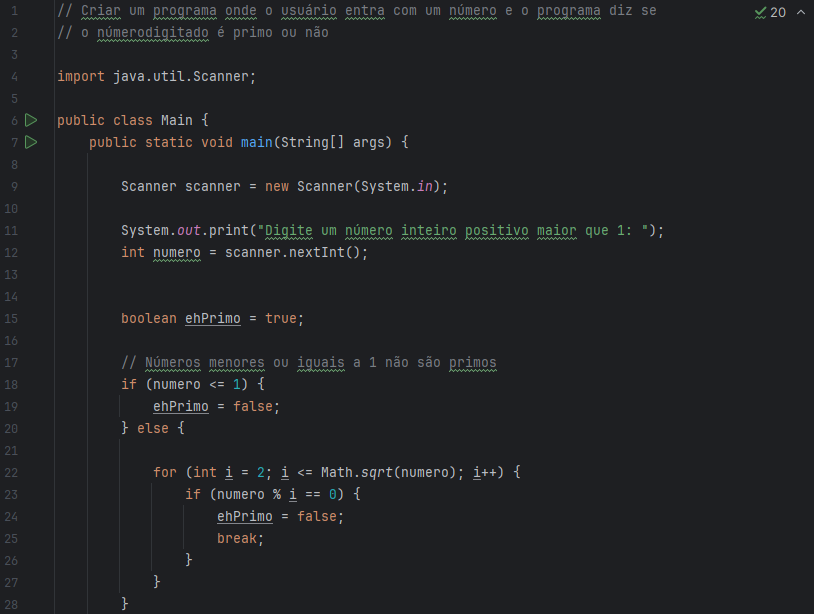 1 // Criar um programa onde o usuário entra com um número e o programa diz se
20
2 // o númerodigitado é primo ou não
3
4 import java.util.Scanner;
5
6 public class Main {
7 public static void main(String[] args) {
8
9 Scanner scanner = new Scanner(System.in);
10
11 System.out.print("Digite um número inteiro positivo maior que 1: ");
12 int numero = scanner.nextInt();
13
14
15 boolean ehPrimo = true;
16
17 // Números menores ou iguais a 1 não são primos
18 if (numero <= 1) {
19 ehPrimo = false;
20 } else {
21
22 for (int i = 2; i <= Math.sqrt(numero); i++) {
23 if (numero % i == 0) {
24 ehPrimo = false;
25 break;
26 }
27 }
28 }